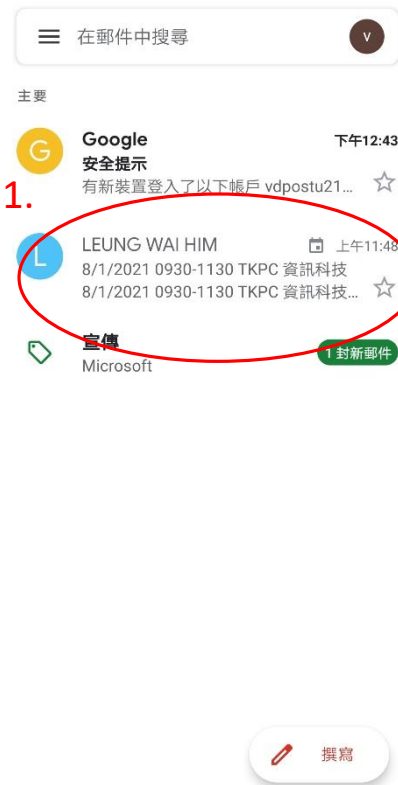 在郵件中搜尋
V
主要
G
Google
下午12:43
安全提示
有新裝置登入了以下帳戶 vdpostu21...
1.
L
LEUNG WAI HIM
上午11:48
8/1/2021 0930-1130 TKPC 資訊科技
8/1/2021 0930-1130 TKPC 資訊科技...
宣傳
1 封新郵件
Microsoft
撰寫